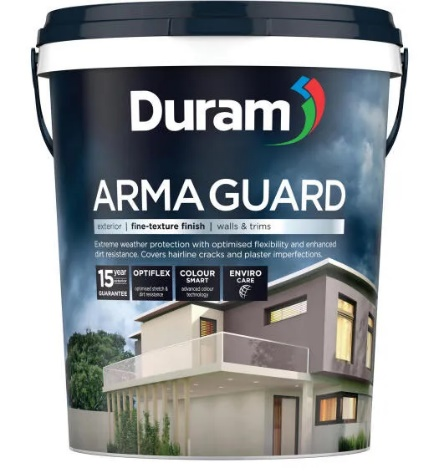 Duram
ARMA GUARD
exterior | fine-texture finish | walls & trims
Extreme weather protection with optimised flexibility and enhanced
dirt resistance. Covers hairline cracks and plaster imperfections.
15 year GUARANTEE
OPTIFLEX
optimised stretch &
dirt resistance
COLOUR
SMART
advanced colour
technology
ENVIRO
CARE